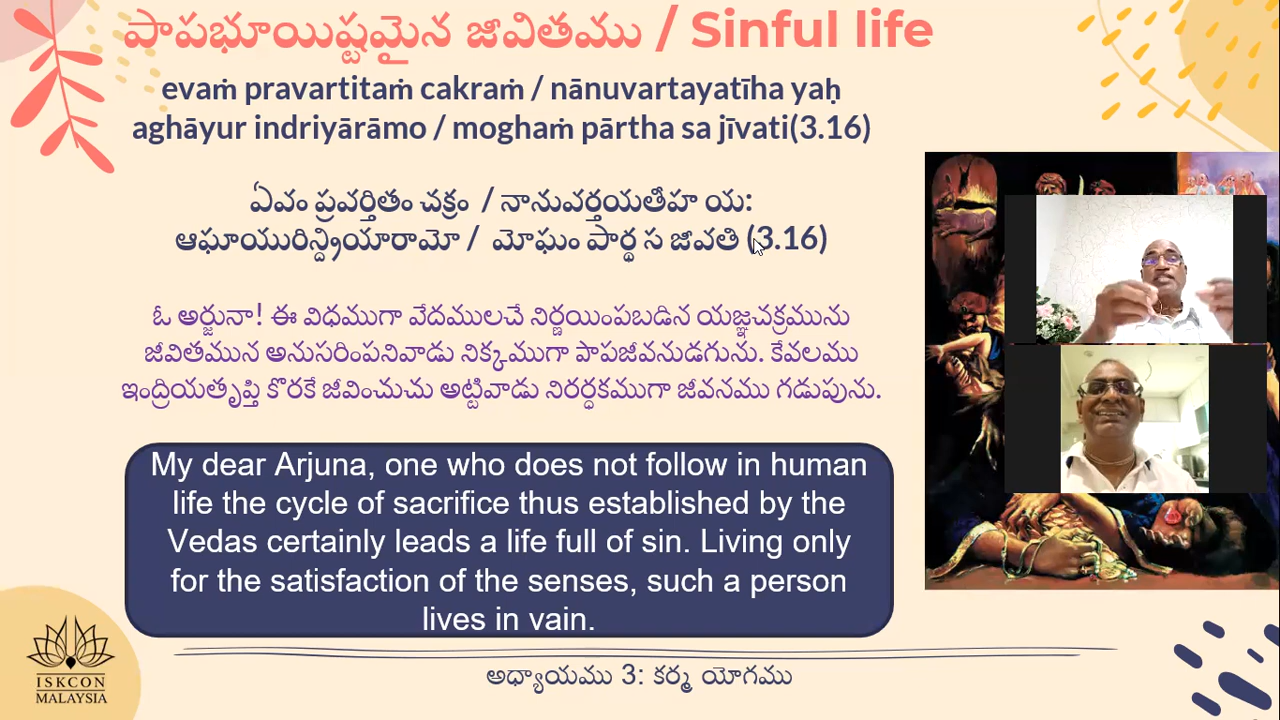 పాపభూయిష్టమైన జీవితము / Sinful life
evaṁ pravartitaṁ cakraṁ / nānuvartayatīha yaḥ
aghāyur indriyārāmo / moghaṁ pārtha sa jīvati(3.16)
ఏవం ప్రవర్తితం చక్రం / నానువర్తయతీహ య:
ఆఘాయురిన్ద్రియారామో / మోఘం పార్థ స జీవతి (3.16)
ఓ అర్జునా! ఈ విధముగా వేదములచే నిర్ణయింపబడిన యజ్ఞచక్రమును
జీవితమున అనుసరింపనివాడు నిక్కముగా పాపజీవనుడగును. కేవలము
ఇంద్రియతృప్తి కొరకే జీవించుచు అట్టివాడు నిరర్ధకముగా జీవనము గడుపును.
My dear Arjuna, one who does not follow in human
life the cycle of sacrifice thus established by the
Vedas certainly leads a life full of sin. Living only
for the satisfaction of the senses, such a person
lives in vain.
అధ్యాయము 3: కర్మ యోగము
ISKCON
MALAYSIA